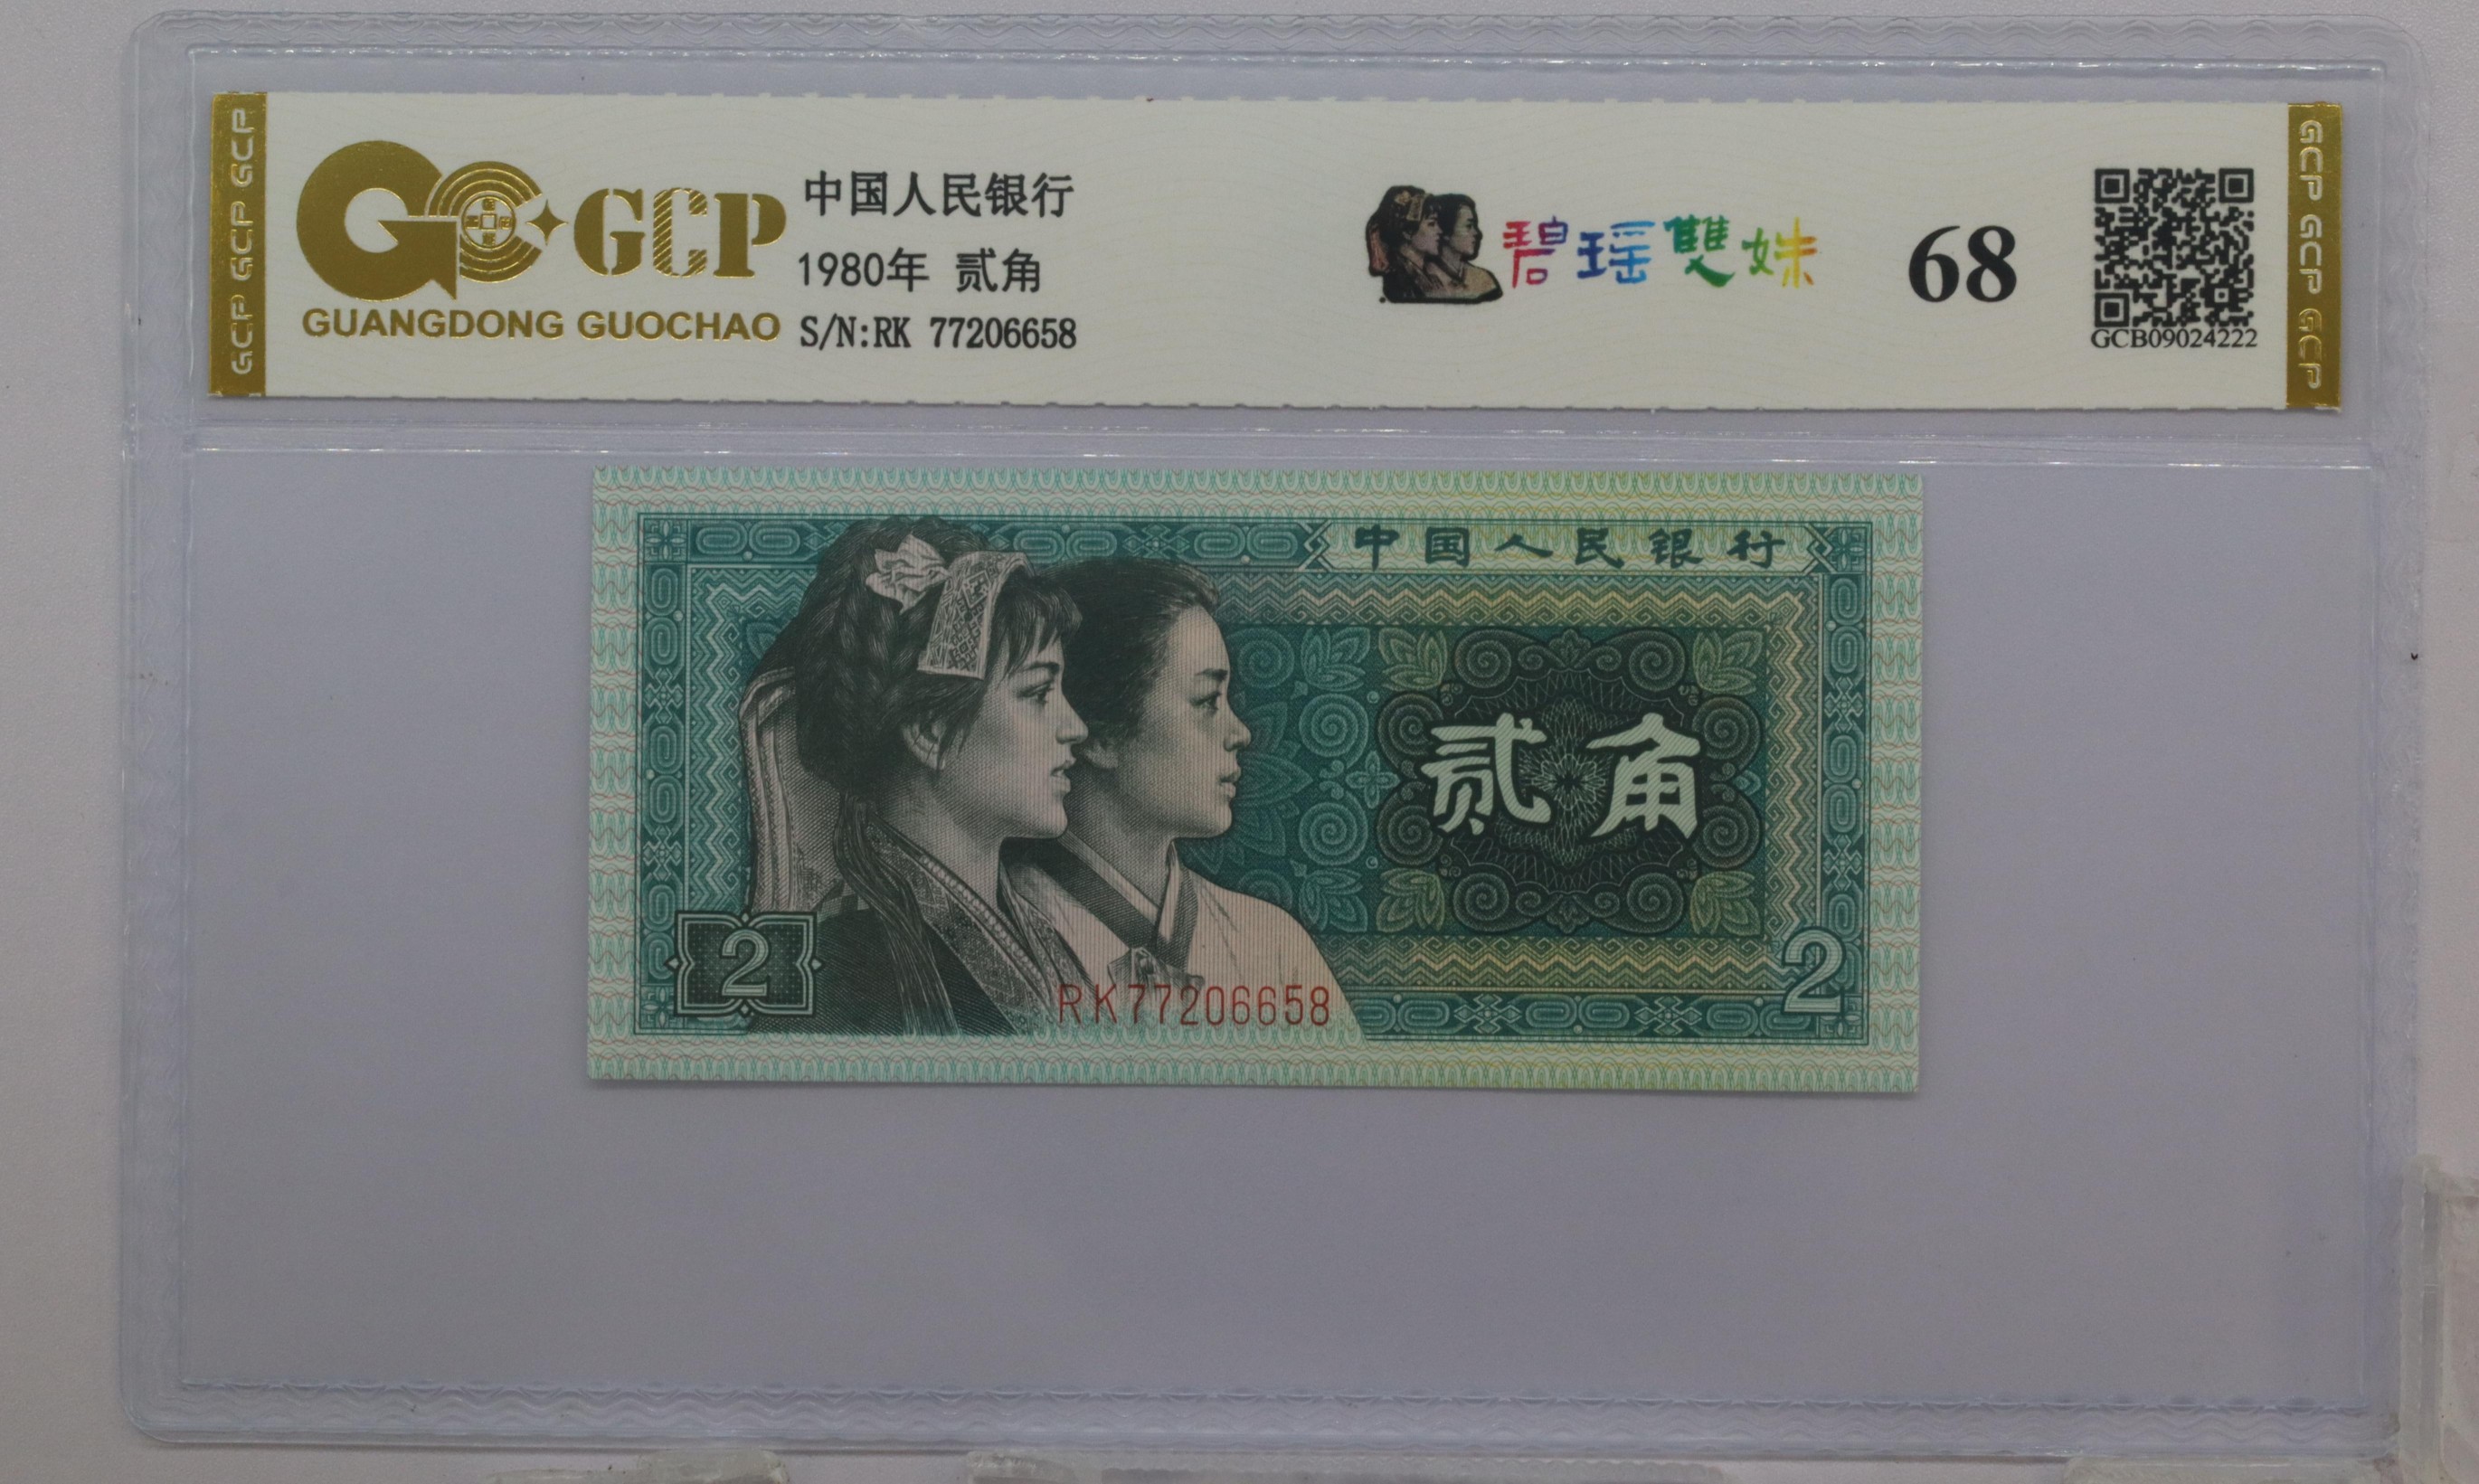 GCP GCP GCP
GCP
GUANGDONG GUOCHAO
中国人民银行
1980年 贰角
S/N:RK 77206658
碧瑶雙姝
68
GCB09024222
GCP GCP GCP
中国人民银行
贰角
2
RK77206658
2